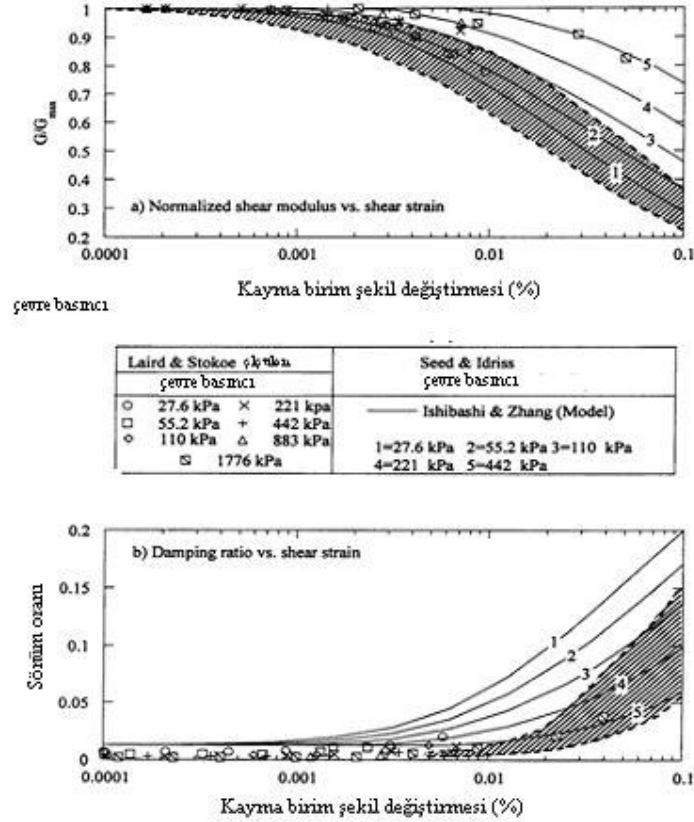 1
0.9
0.8
0.7
0.6
0.5
0.4
0.3
0.2
G/G
5
4
3
2
1
a) Normalized shear modulus vs. shear strain
0.0001 0.001 0.01 0.1
Kayma birim şekil değiştirmesi (%)
çevre basıncı
Laird & Stokoe
çevre basıncı
27.6 kPa 221 kpa
55.2 kPa 442 kPa
110 kPa 883 kPa
1776 kPa
Seed & Idriss
çevre basıncı
Ishibashi & Zhang (Model)
1=27.6 kPa 2=55.2 kPa 3=110 kPa
4=221 kPa 5=442 kPa
0.2
0.15
0.1
0.05
0
Sönüm oranı
b) Damping ratio vs. shear strain
1
2
3
4
5
0.0001 0.001 0.01 0.1
Kayma birim şekil değiştirmesi (%)